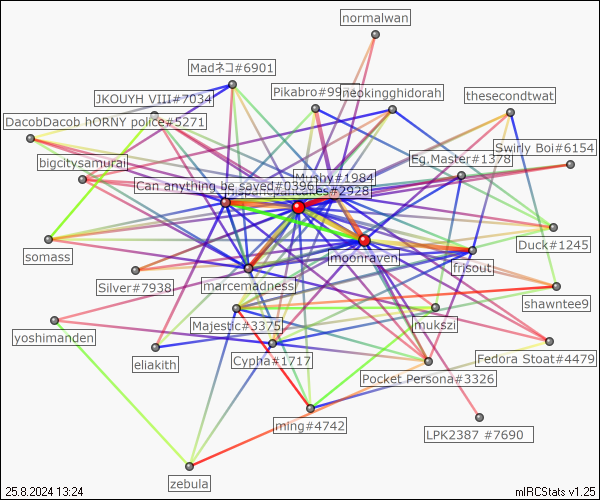 normalwan
Madネコ#6901
Pikabro#99
neokingghidorah
JKOUYH VIII#7034
thesecondtwat
DacobDacob hORNY police#5271
Swirly Boi#6154
bigcitysamurai
Eg.Master#1378
Mushy#1984
Can anything be saved#0396
pancakes#2928
somass
Duck#1245
moonraven
frisout
Silver#7938
marcemadness
shawntee9
Majestic#3375
mukszi
yoshimanden
eliakith
Cypha#1717
Fedora Stoat#4479
Pocket Persona#3326
ming#4742
LPK2387 #7690
zebula
25.8.2024 13:24
mIRCStats v1.25